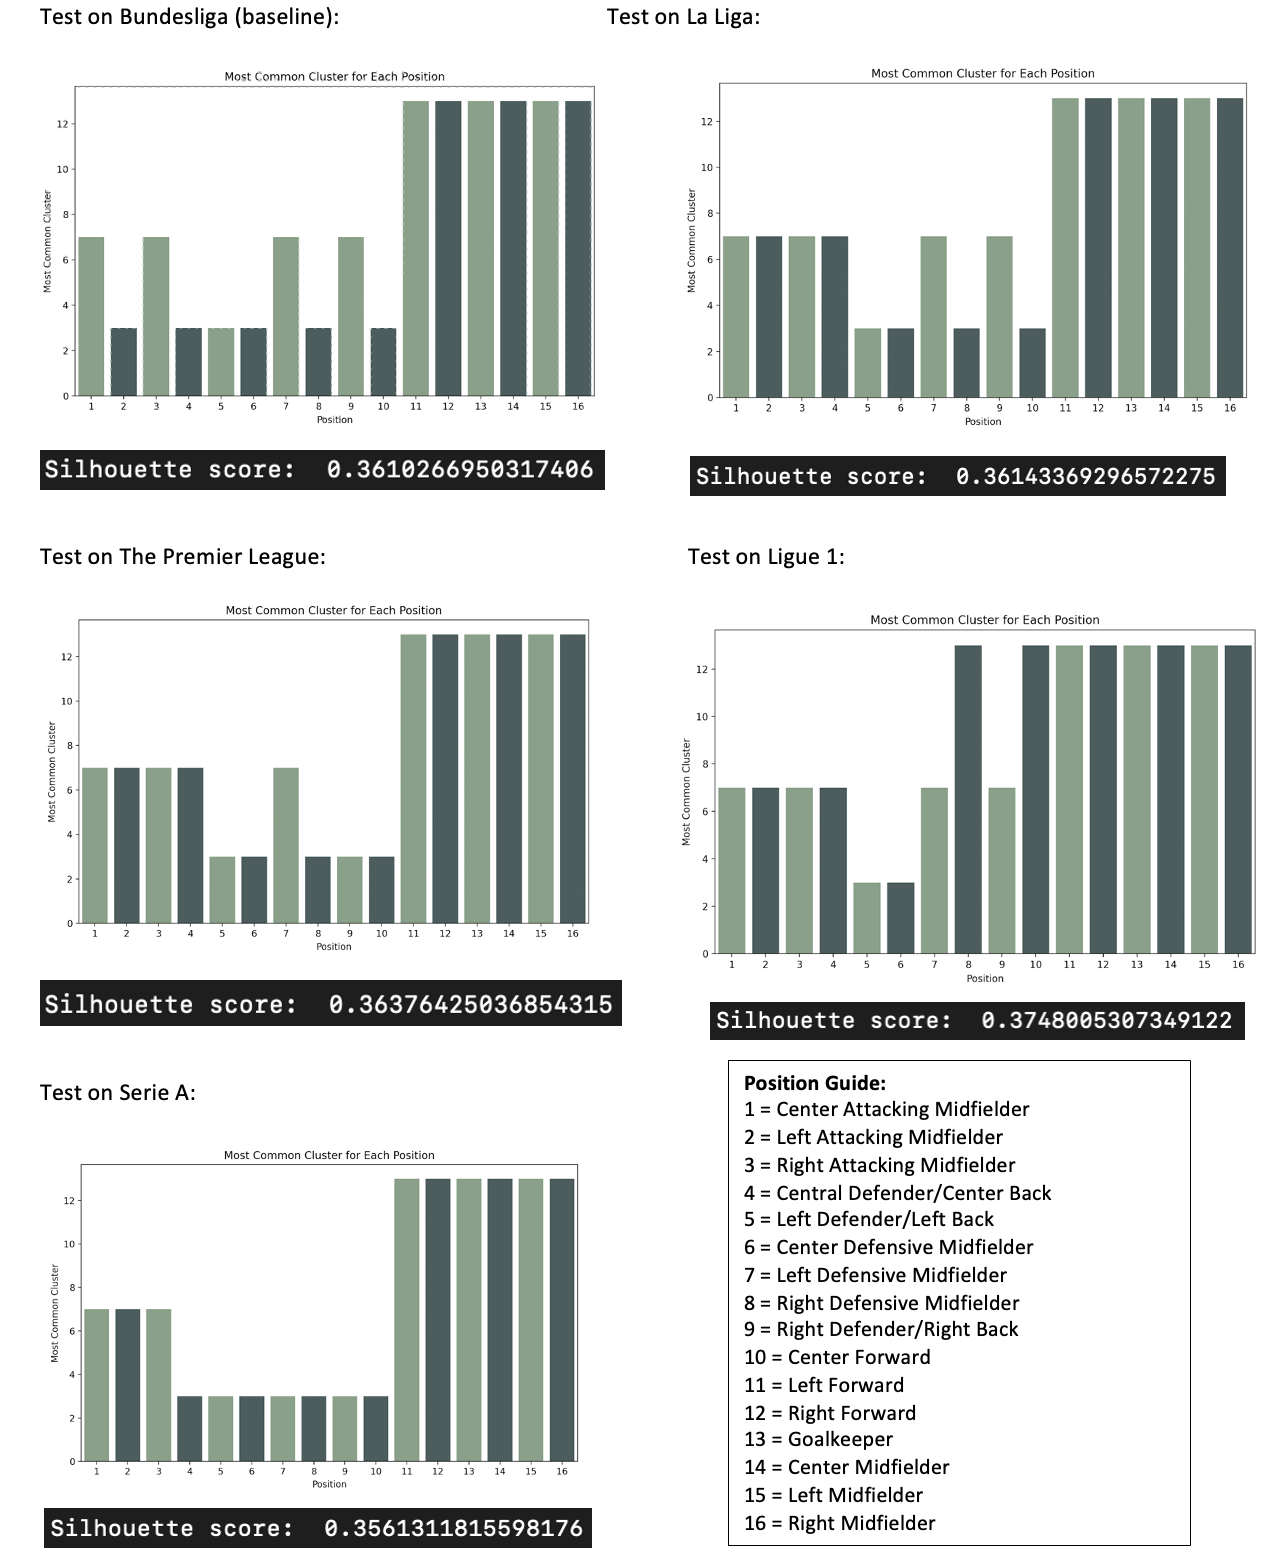 Test on Bundesliga (baseline):
Most Common Cluster for Each Position
Most Common Cluster
12
10
8
6
4
2
0
1 2 3 4 5 6 7 8 9 10 11 12 13 14 15 16
Position
Silhouette score: 0.3610266950317406
Test on La Liga:
Most Common Cluster for Each Position
Most Common Cluster
12
10
8
6
4
2
0
1 2 3 4 5 6 7 8 9 10 11 12 13 14 15 16
Position
Silhouette score: 0.36143369296572275
Test on The Premier League:
Most Common Cluster for Each Position
Most Common Cluster
12
10
8
6
4
2
0
1 2 3 4 5 6 7 8 9 10 11 12 13 14 15 16
Position
Silhouette score: 0.36376425036854315
Test on Ligue 1:
Most Common Cluster for Each Position
Most Common Cluster
12
10
8
6
4
2
0
1 2 3 4 5 6 7 8 9 10 11 12 13 14 15 16
Position
Silhouette score: 0.3748005307349122
Test on Serie A:
Most Common Cluster for Each Position
Most Common Cluster
12
10
8
6
4
2
0
1 2 3 4 5 6 7 8 9 10 11 12 13 14 15 16
Position
Silhouette score: 0.3561311815598176
Position Guide:
1 = Center Attacking Midfielder
2 = Left Attacking Midfielder
3 = Right Attacking Midfielder
4 = Central Defender/Center Back
5 = Left Defender/Left Back
6 = Center Defensive Midfielder
7 = Left Defensive Midfielder
8 = Right Defensive Midfielder
9 = Right Defender/Right Back
10 = Center Forward
11 = Left Forward
12 = Right Forward
13 = Goalkeeper
14 = Center Midfielder
15 = Left Midfielder
16 = Right Midfielder